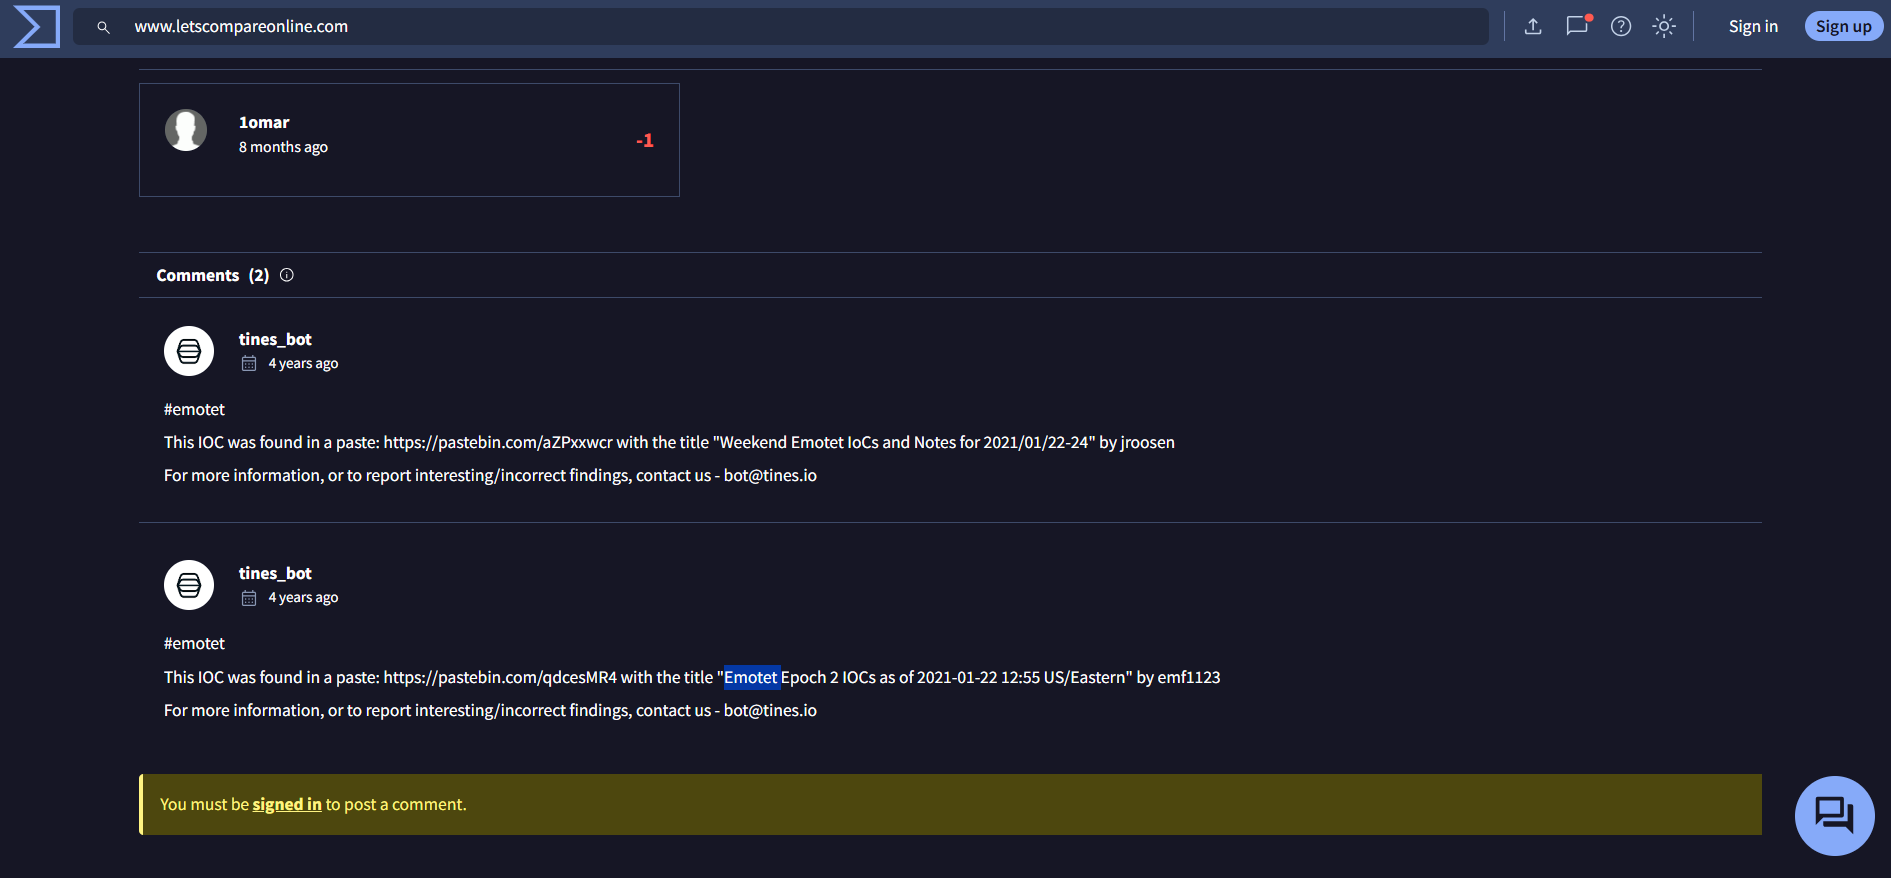 www.letscompareonline.com
Sign in
Sign up
1omar
8 months ago
-1
Comments (2)
tines_bot
4 years ago
#emotet
This IOC was found in a paste: https://pastebin.com/aZPxxwcr with the title "Weekend Emotet IoCs and Notes for 2021/01/22-24" by jroosen
For more information, or to report interesting/incorrect findings, contact us - bot@tines.io
tines_bot
4 years ago
#emotet
This IOC was found in a paste: https://pastebin.com/qdcesMR4 with the title "Emotet Epoch 2 IOCs as of 2021-01-22 12:55 US/Eastern" by emf1123
For more information, or to report interesting/incorrect findings, contact us - bot@tines.io
You must be signed in to post a comment.